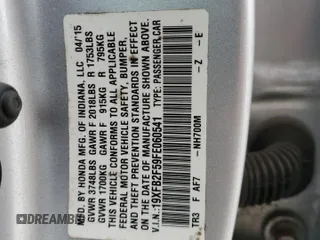 MFD. BY HONDA MFG. OF INDIANA, LLC 04/15
GVWR 3748LBS GAWR F 2018LBS R 1753LBS
GVWR 1700KG GAWR F 915KG R 795KG
THIS VEHICLE CONFORMS TO ALL APPLICABLE
FEDERAL MOTOR VEHICLE SAFETY, BUMPER,
AND THEFT PREVENTION STANDARDS IN EFFECT
ON THE DATE OF MANUFACTURE SHOWN ABOVE.
V.I.N.: 19XFB2F59FE060541 TYPE: PASSENGER CAR
NH700M
TR3 F AF7 - Z - E